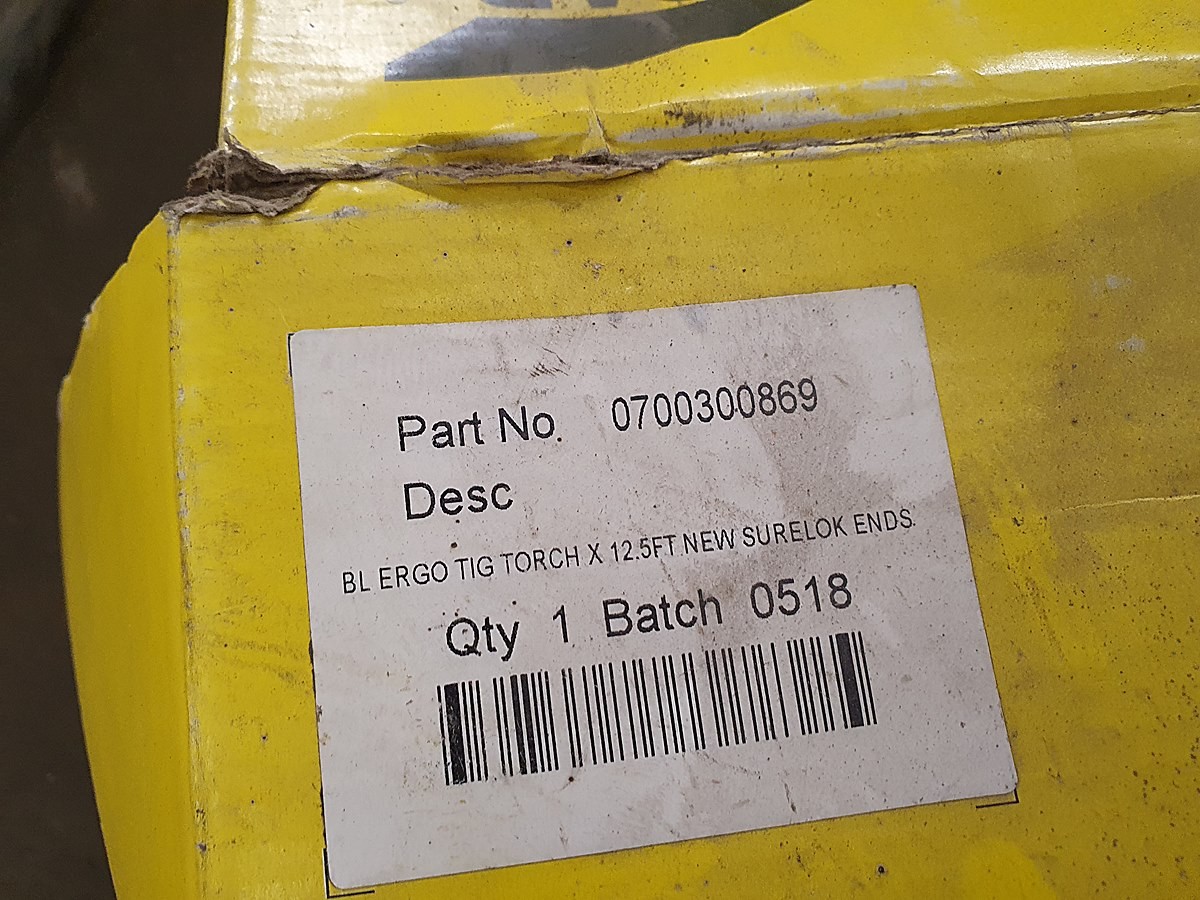 Part No. 0700300869
Desc
BL ERGO TIG TORCH X 12.5FT NEW SURELOK ENDS.
Qty 1 Batch 0518